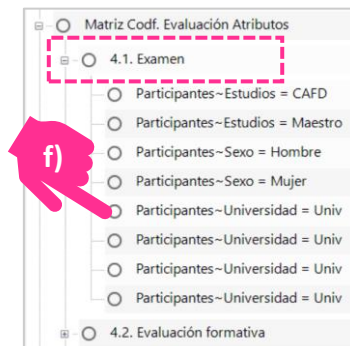 Matriz Codf. Evaluación Atributos
4.1. Examen
Participantes~Estudios = CAFD
Participantes~Estudios = Maestro
Participantes~Sexo = Hombre
Participantes~Sexo = Mujer
f)
Participantes~Universidad = Univ
Participantes~Universidad = Univ
Participantes~Universidad = Univ
Participantes~Universidad = Univ
4.2. Evaluación formativa